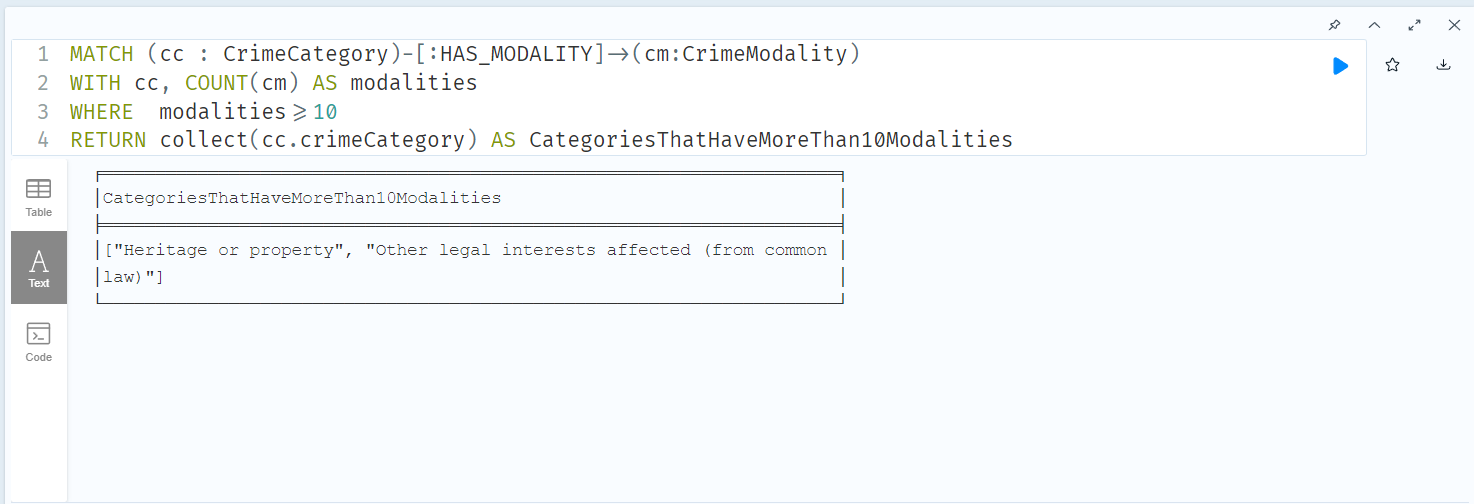 1 MATCH (cc : CrimeCategory)-[:HAS_MODALITY]→(cm:CrimeModality)
2 WITH cc, COUNT(cm) AS modalities
3 WHERE  modalities⩾10
4 RETURN collect(cc.crimeCategory) AS CategoriesThatHaveMoreThan10Modalities
Table
A
Text
Code
CategoriesThatHaveMoreThan10Modalities
["Heritage or property", "Other legal interests affected (from common
law)"]